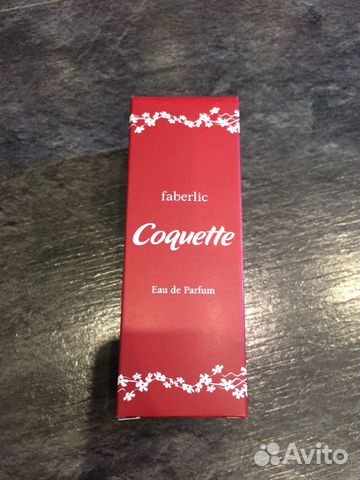 faberlic
Coquette
Eau de Parfum
Avito